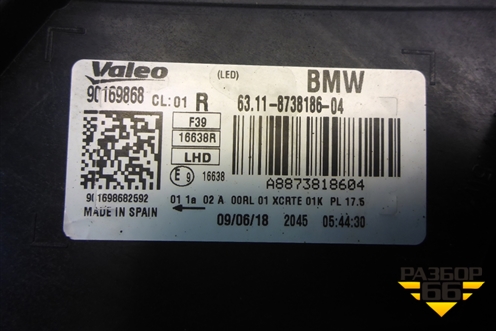 Valeo (LED) BMW
90169868 CL:01 R 63.11-8738186-04
F39
16638R
LHD
E9 16638 A8873818604
901698682592
MADE IN SPAIN
01 1a 02 A 00RL 01 XCRTE 01K PL 17.5
09/06/18 2045 05:44:30
РАЗБОР
66